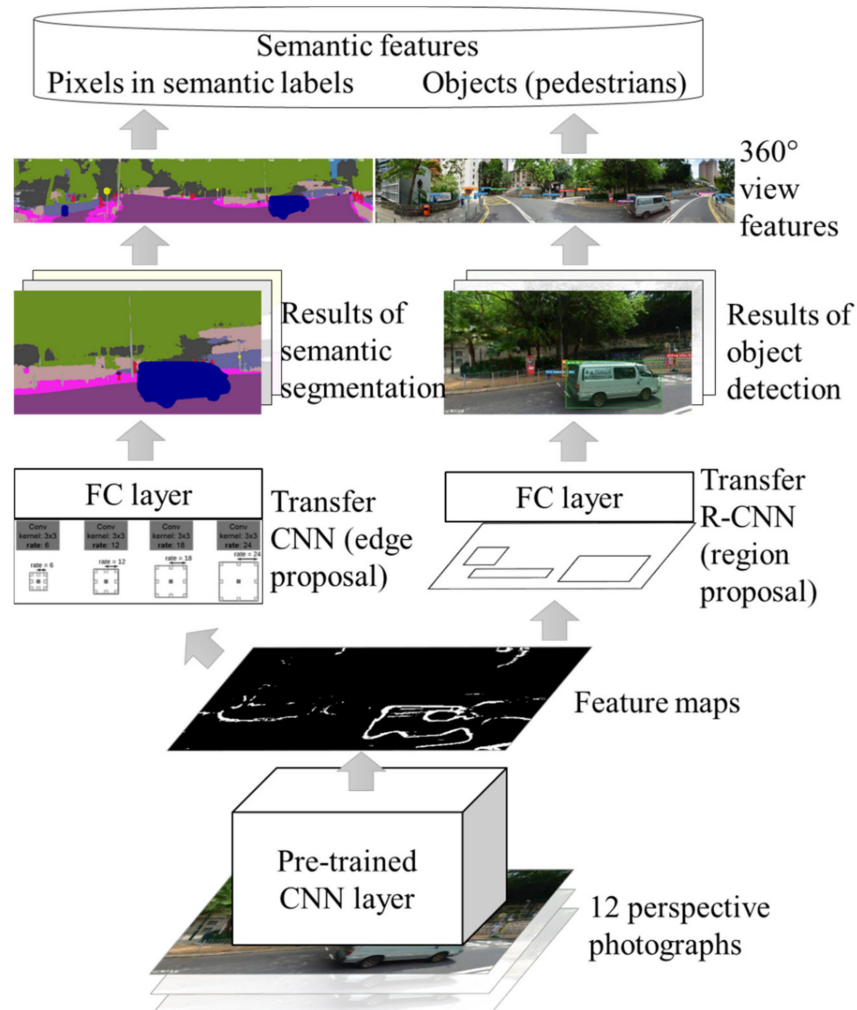 Semantic features
Pixels in semantic labels
Objects (pedestrians)
360°
view
features
Results of
semantic
segmentation
Results of
object
detection
FC layer
Transfer
CNN (edge
proposal)
Conv
kernel: 3x3
rate: 6
Conv
kernel: 3x3
rate: 12
Conv
kernel: 3x3
rate: 18
Conv
kernel: 3x3
rate: 24
rate = 6
rate = 12
rate = 18
rate = 24
FC layer
Transfer
R-CNN
(region
proposal)
Feature maps
Pre-trained
CNN layer
12 perspective
photographs